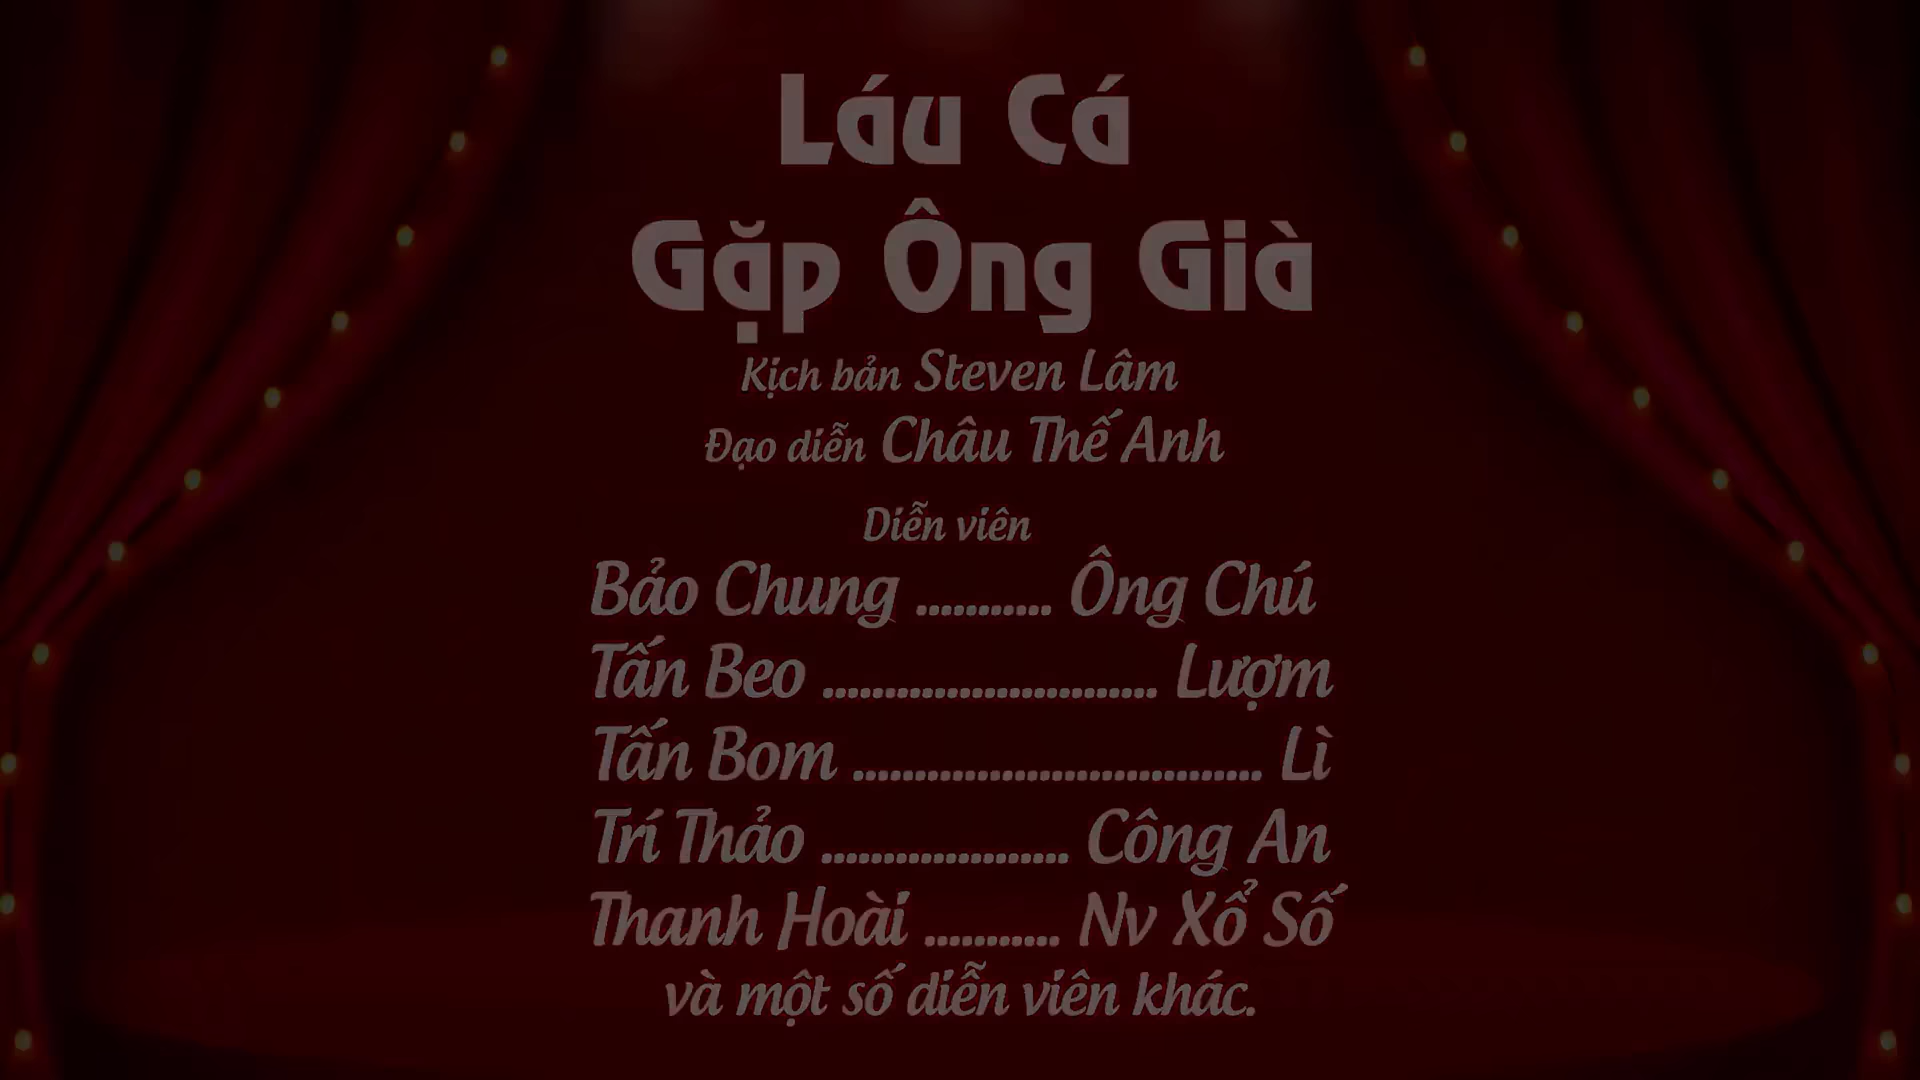 Láu Cá
Gặp Ông Già
Kịch bản Steven Lâm
Đạo diễn Châu Thế Anh
Diễn viên
Bảo Chung ........... Ông Chú
Tấn Beo ........................... Lượm
Tấn Bom ................................. Lì
Trí Thảo .................... Công An
Thanh Hoài ........... Nv Xổ Số
và một số diễn viên khác.